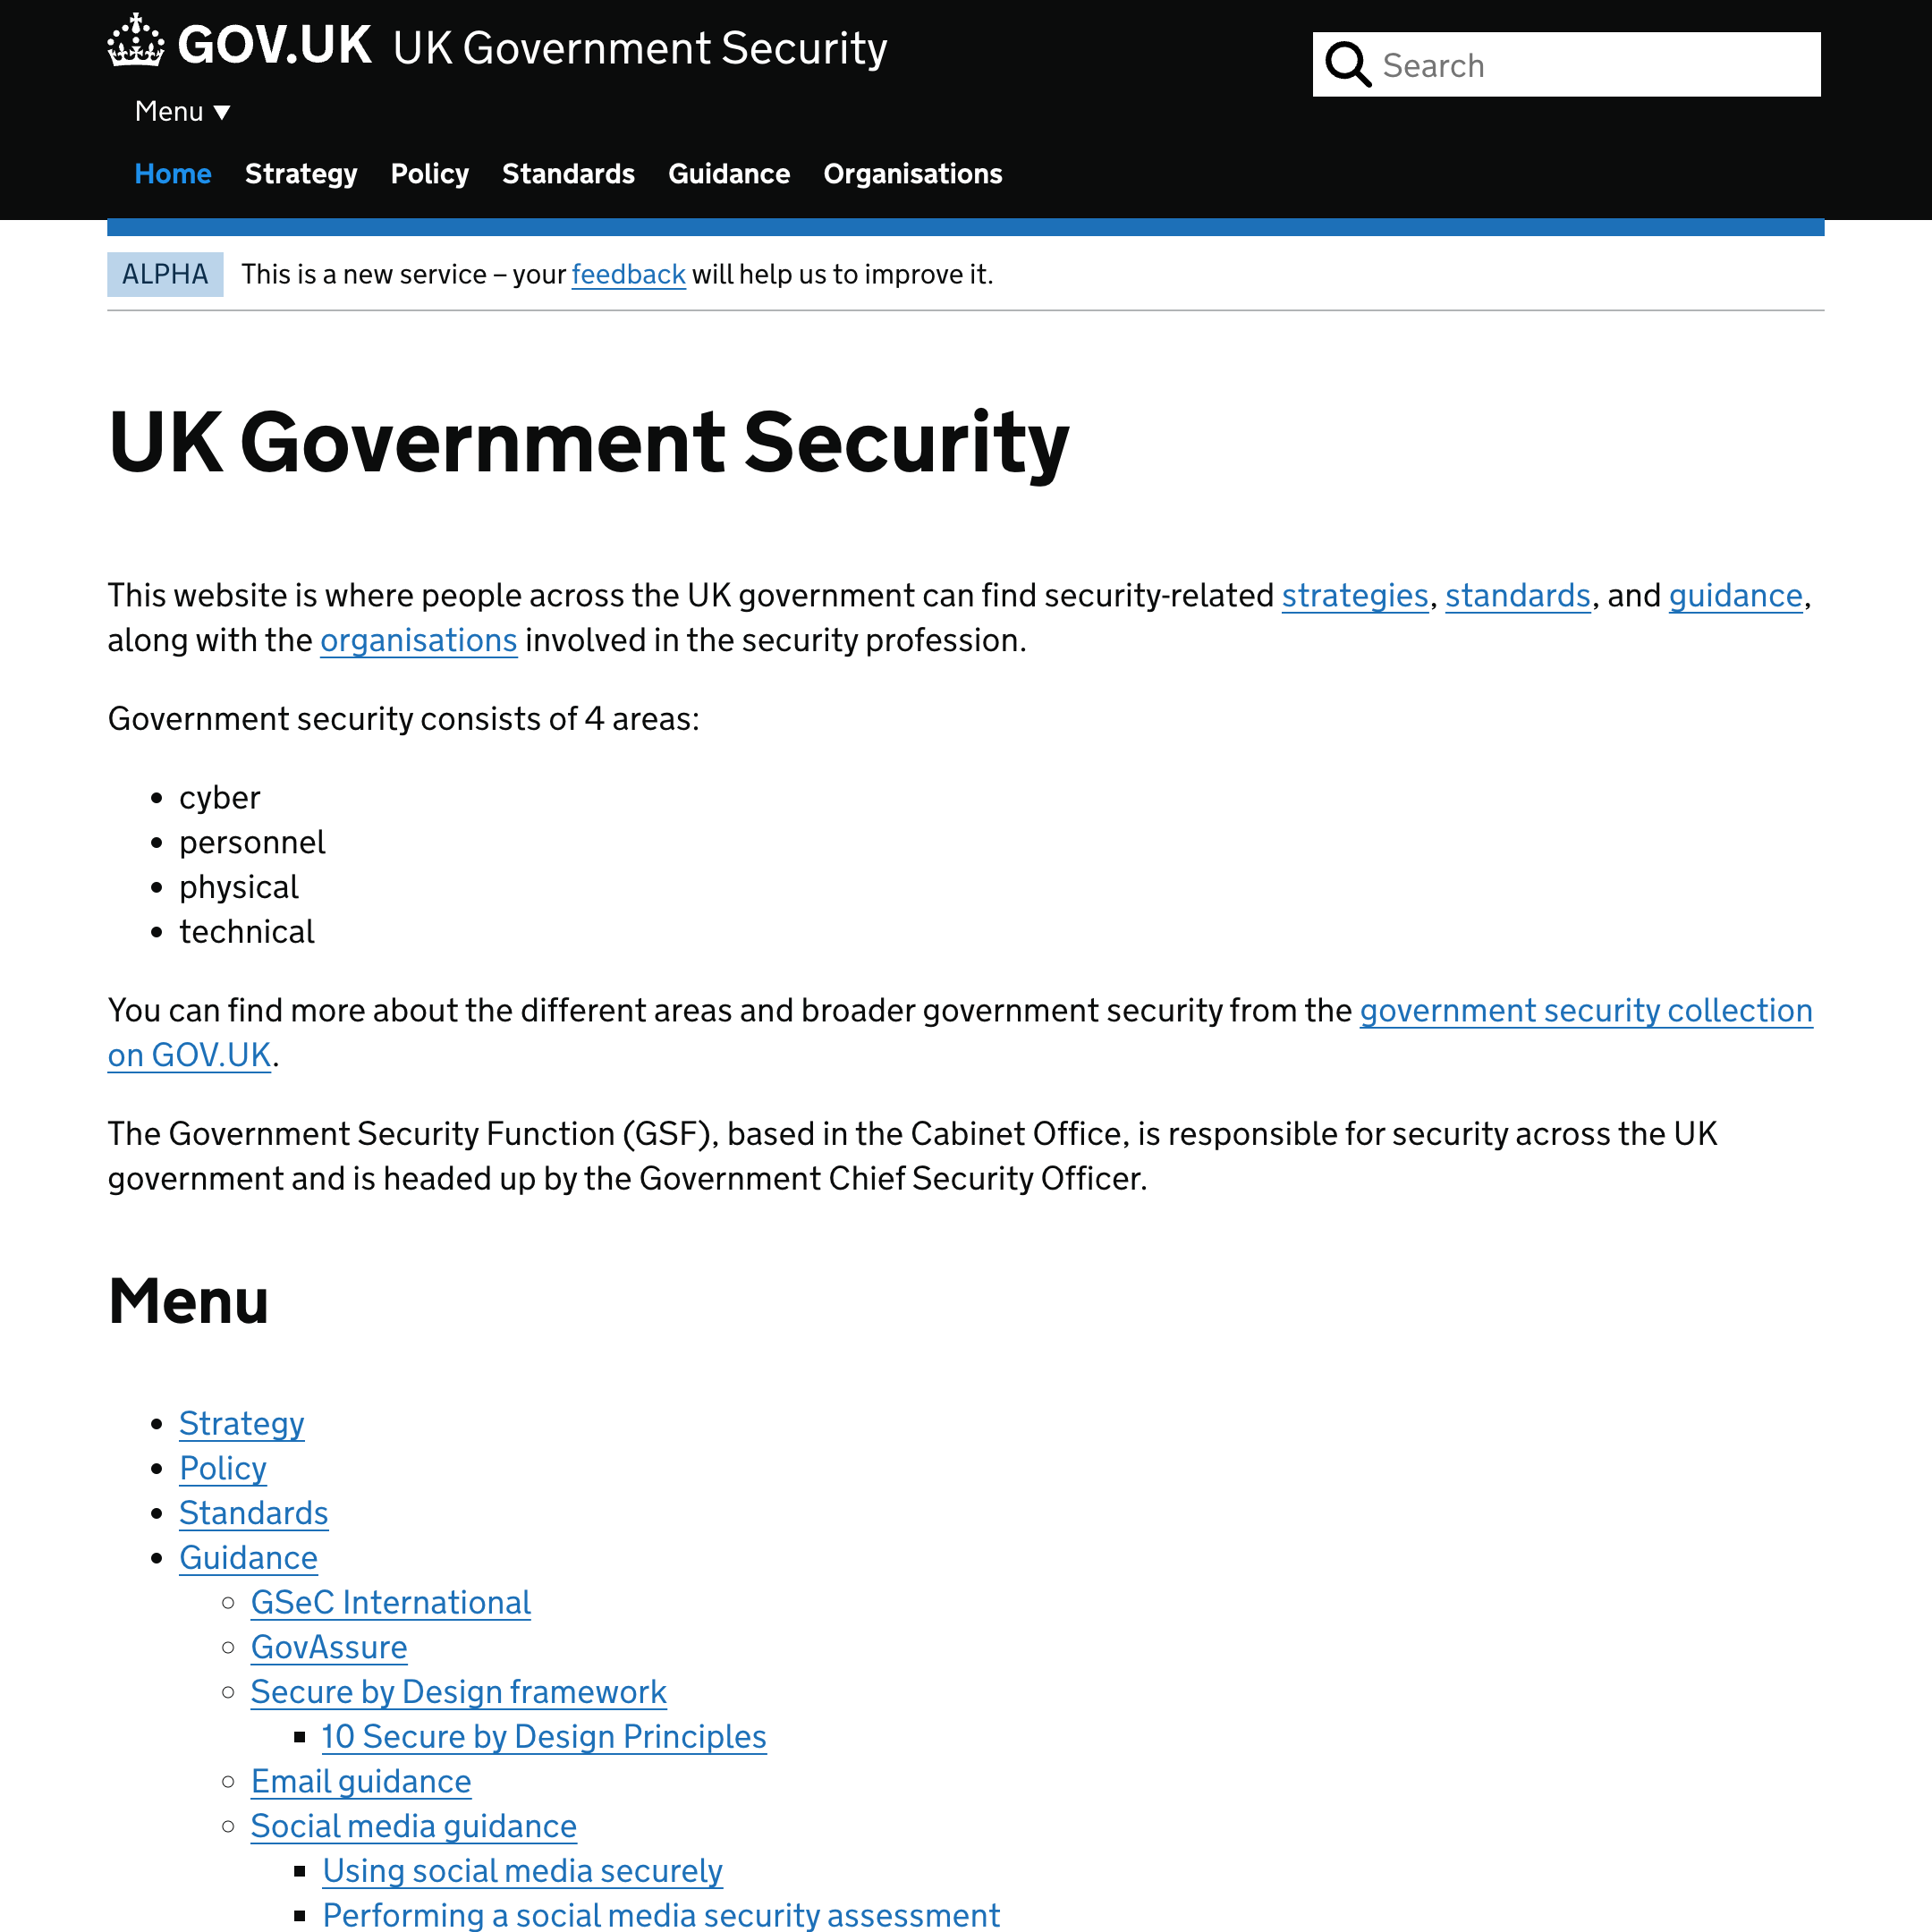 GOV.UK UK Government Security
Search
Menu ▼
Home Strategy Policy Standards Guidance Organisations
ALPHA This is a new service – your feedback will help us to improve it.
UK Government Security
This website is where people across the UK government can find security-related strategies, standards, and guidance,
along with the organisations involved in the security profession.
Government security consists of 4 areas:
• cyber
• personnel
• physical
• technical
You can find more about the different areas and broader government security from the government security collection
on GOV.UK.
The Government Security Function (GSF), based in the Cabinet Office, is responsible for security across the UK
government and is headed up by the Government Chief Security Officer.
Menu
• Strategy
• Policy
• Standards
• Guidance
◦ GSeC International
◦ GovAssure
◦ Secure by Design framework
▪ 10 Secure by Design Principles
◦ Email guidance
◦ Social media guidance
▪ Using social media securely
▪ Performing a social media security assessment